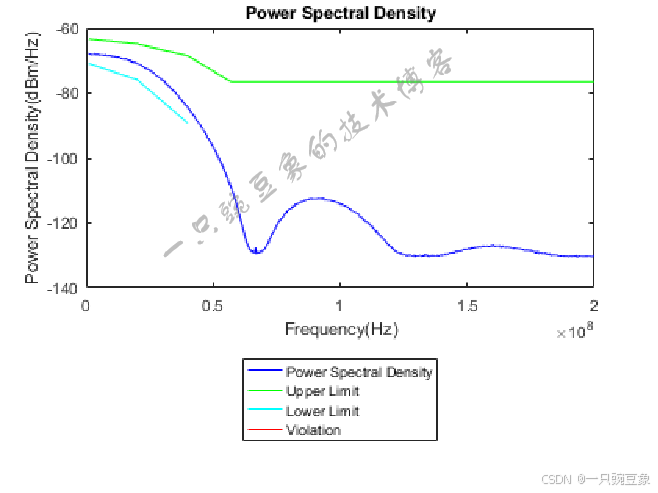 Power Spectral Density
Power Spectral Density(dBm/Hz)
-60
-80
-100
-120
-140
0
0.5
1
1.5
2
Frequency(Hz)
×10⁸
一只豌豆象的技术博客
Power Spectral Density
Upper Limit
Lower Limit
Violation
CSDN @一只豌豆象